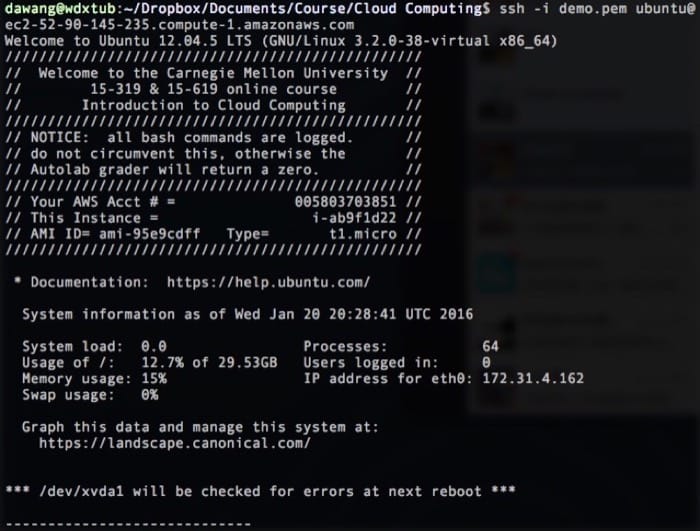 dawang@wdxtub:~/Dropbox/Documents/Course/Cloud Computing$ ssh -i demo.pem ubuntu@
ec2-52-90-145-235.compute-1.amazonaws.com
Welcome to Ubuntu 12.04.5 LTS (GNU/Linux 3.2.0-38-virtual x86_64)
/////////////////////////////////////////////////
//  Welcome to the Carnegie Mellon University  //
//        15-319 & 15-619 online course        //
//       Introduction to Cloud Computing       //
/////////////////////////////////////////////////
// NOTICE:  all bash commands are logged.      //
// do not circumvent this, otherwise the       //
// Autolab grader will return a zero.          //
/////////////////////////////////////////////////
// Your AWS Acct # =              005803703851 //
// This Instance =                  i-ab9f1d22 //
// AMI ID= ami-95e9cdff   Type=       t1.micro //
/////////////////////////////////////////////////
* Documentation:  https://help.ubuntu.com/
System information as of Wed Jan 20 20:28:41 UTC 2016
System load:  0.0                Processes:           64
Usage of /:   12.7% of 29.53GB   Users logged in:     0
Memory usage: 15%                IP address for eth0: 172.31.4.162
Swap usage:   0%
Graph this data and manage this system at:
https://landscape.canonical.com/
*** /dev/xvda1 will be checked for errors at next reboot ***
-----------------------------